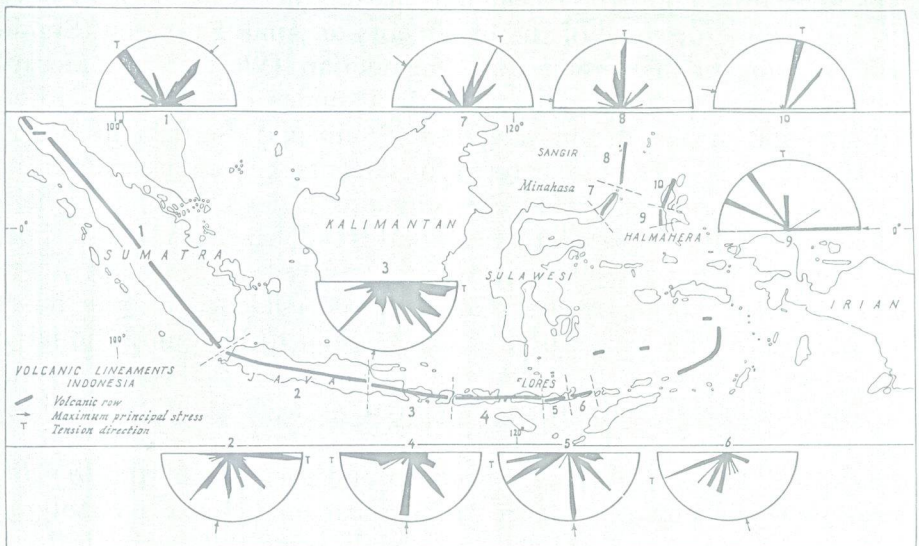 T T T T
1 7 8 10
100° 120°
SANGIR
8
Minahasa 7 10
KALIMANTAN 9
HALMAHERA 9
0° 0°
1
SUMATRA
3
SULAWESI
T
IRIAN
100°
VOLCANIC LINEAMENTS
INDONESIA
Volcanic row
Maximum principal stress
T Tension direction
JAVA
2
3
FLORES
4 5 6
120°
2 4 5 6
T T T T